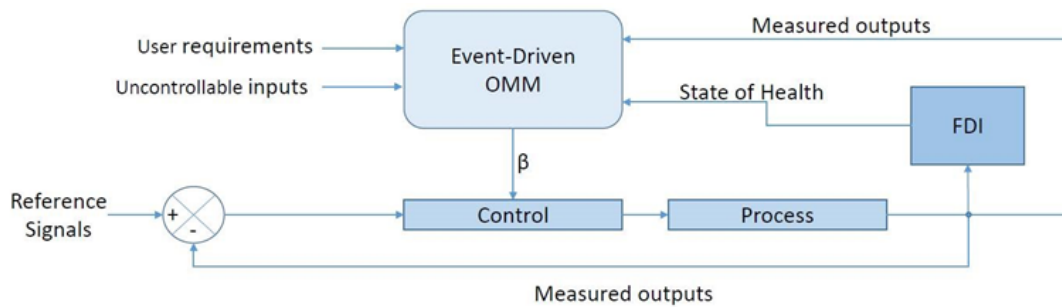 Measured outputs
User requirements
Event-Driven
OMM
Uncontrollable inputs
State of Health
FDI
β
Reference
Signals
+
-
Control
Process
Measured outputs